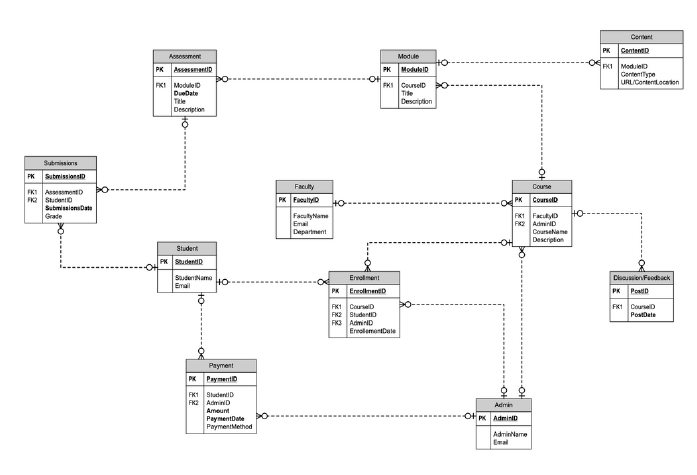 Content
PK ContentID
FK1 ModuleID
ContentType
URL/ContentLocation
Assessment
PK AssessmentID
FK1 ModuleID
DueDate
Title
Description
Module
PK ModuleID
FK1 CourseID
Title
Description
Submissions
PK SubmissionsID
FK1 AssessmentID
FK2 StudentID
SubmissionsDate
Grade
Faculty
PK FacultyID
FacultyName
Email
Department
Course
PK CourseID
FK1 FacultyID
FK2 AdminID
CourseName
Description
Student
PK StudentID
StudentName
Email
Enrollment
PK EnrollmentID
FK1 CourseID
FK2 StudentID
FK3 AdminID
EnrollementDate
Discussion/Feedback
PK PostID
FK1 CourseID
PostDate
Payment
PK PaymentID
FK1 StudentID
FK2 AdminID
Amount
PaymentDate
PaymentMethod
Admin
PK AdminID
AdminName
Email